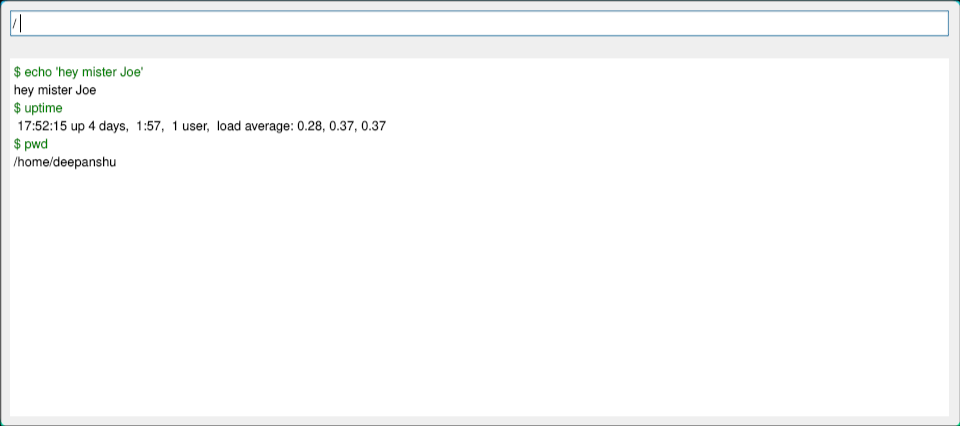 /
$ echo 'hey mister Joe'
hey mister Joe
$ uptime
 17:52:15 up 4 days,  1:57,  1 user,  load average: 0.28, 0.37, 0.37
$ pwd
/home/deepanshu